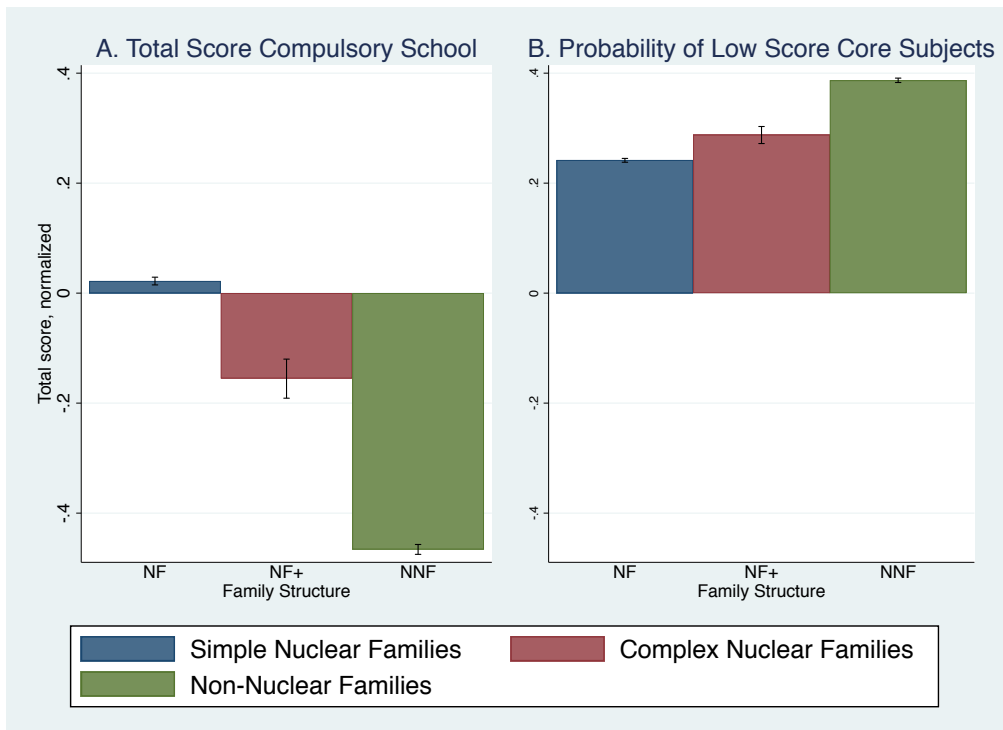 A. Total Score Compulsory School
Total score, normalized
.4
.2
0
-.2
-.4
NF NF+ NNF
Family Structure
B. Probability of Low Score Core Subjects
.4
.2
0
-.2
-.4
NF NF+ NNF
Family Structure
Simple Nuclear Families
Complex Nuclear Families
Non-Nuclear Families